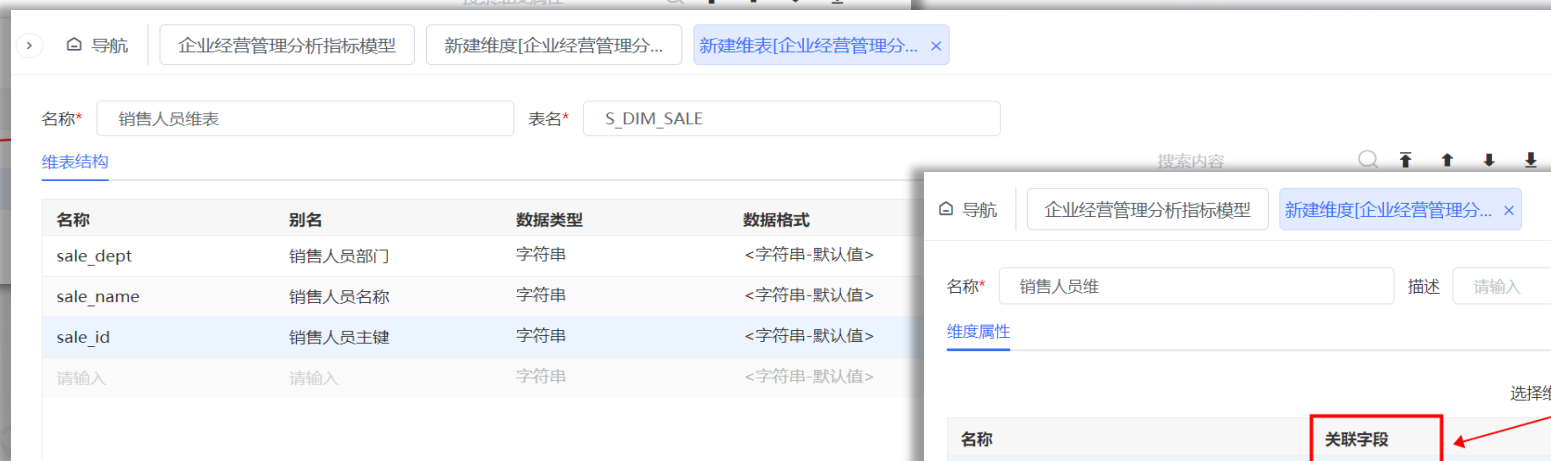 搜索维度属性
导航 企业经营管理分析指标模型 新建维度[企业经营管理分... 新建维表[企业经营管理分... ×
名称* 销售人员维表 表名* S_DIM_SALE
维表结构 搜索内容
名称 别名 数据类型 数据格式
sale_dept 销售人员部门 字符串 <字符串-默认值>
sale_name 销售人员名称 字符串 <字符串-默认值>
sale_id 销售人员主键 字符串 <字符串-默认值>
请输入 请输入 字符串 <字符串-默认值>
导航 企业经营管理分析指标模型 新建维度[企业经营管理分... ×
名称* 销售人员维 描述 请输入
维度属性
选择维
名称 关联字段